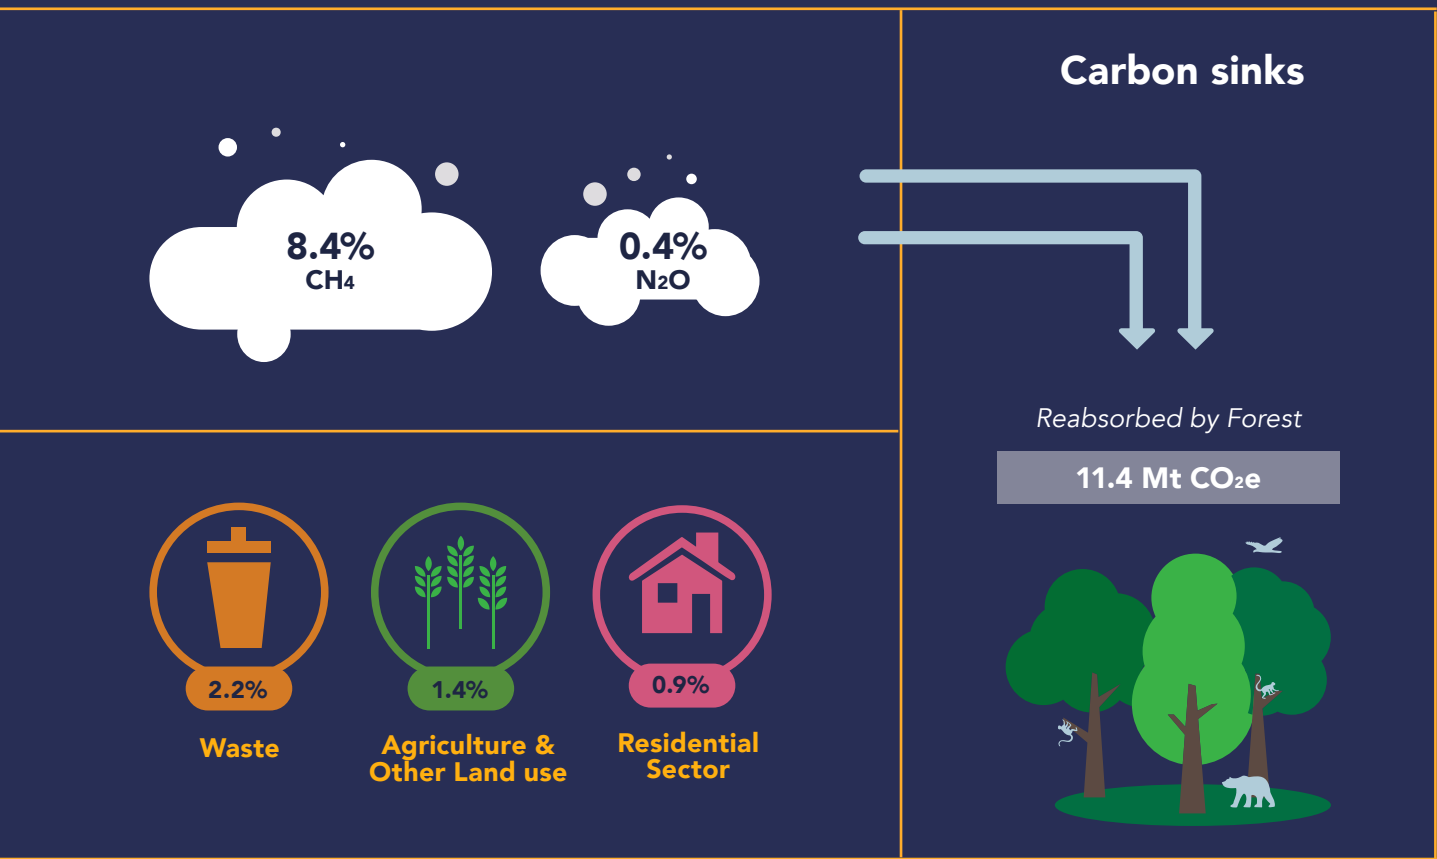 Carbon sinks
8.4%
CH4
0.4%
N2O
Reabsorbed by Forest
11.4 Mt CO2e
2.2%
Waste
1.4%
Agriculture &
Other Land use
0.9%
Residential
Sector